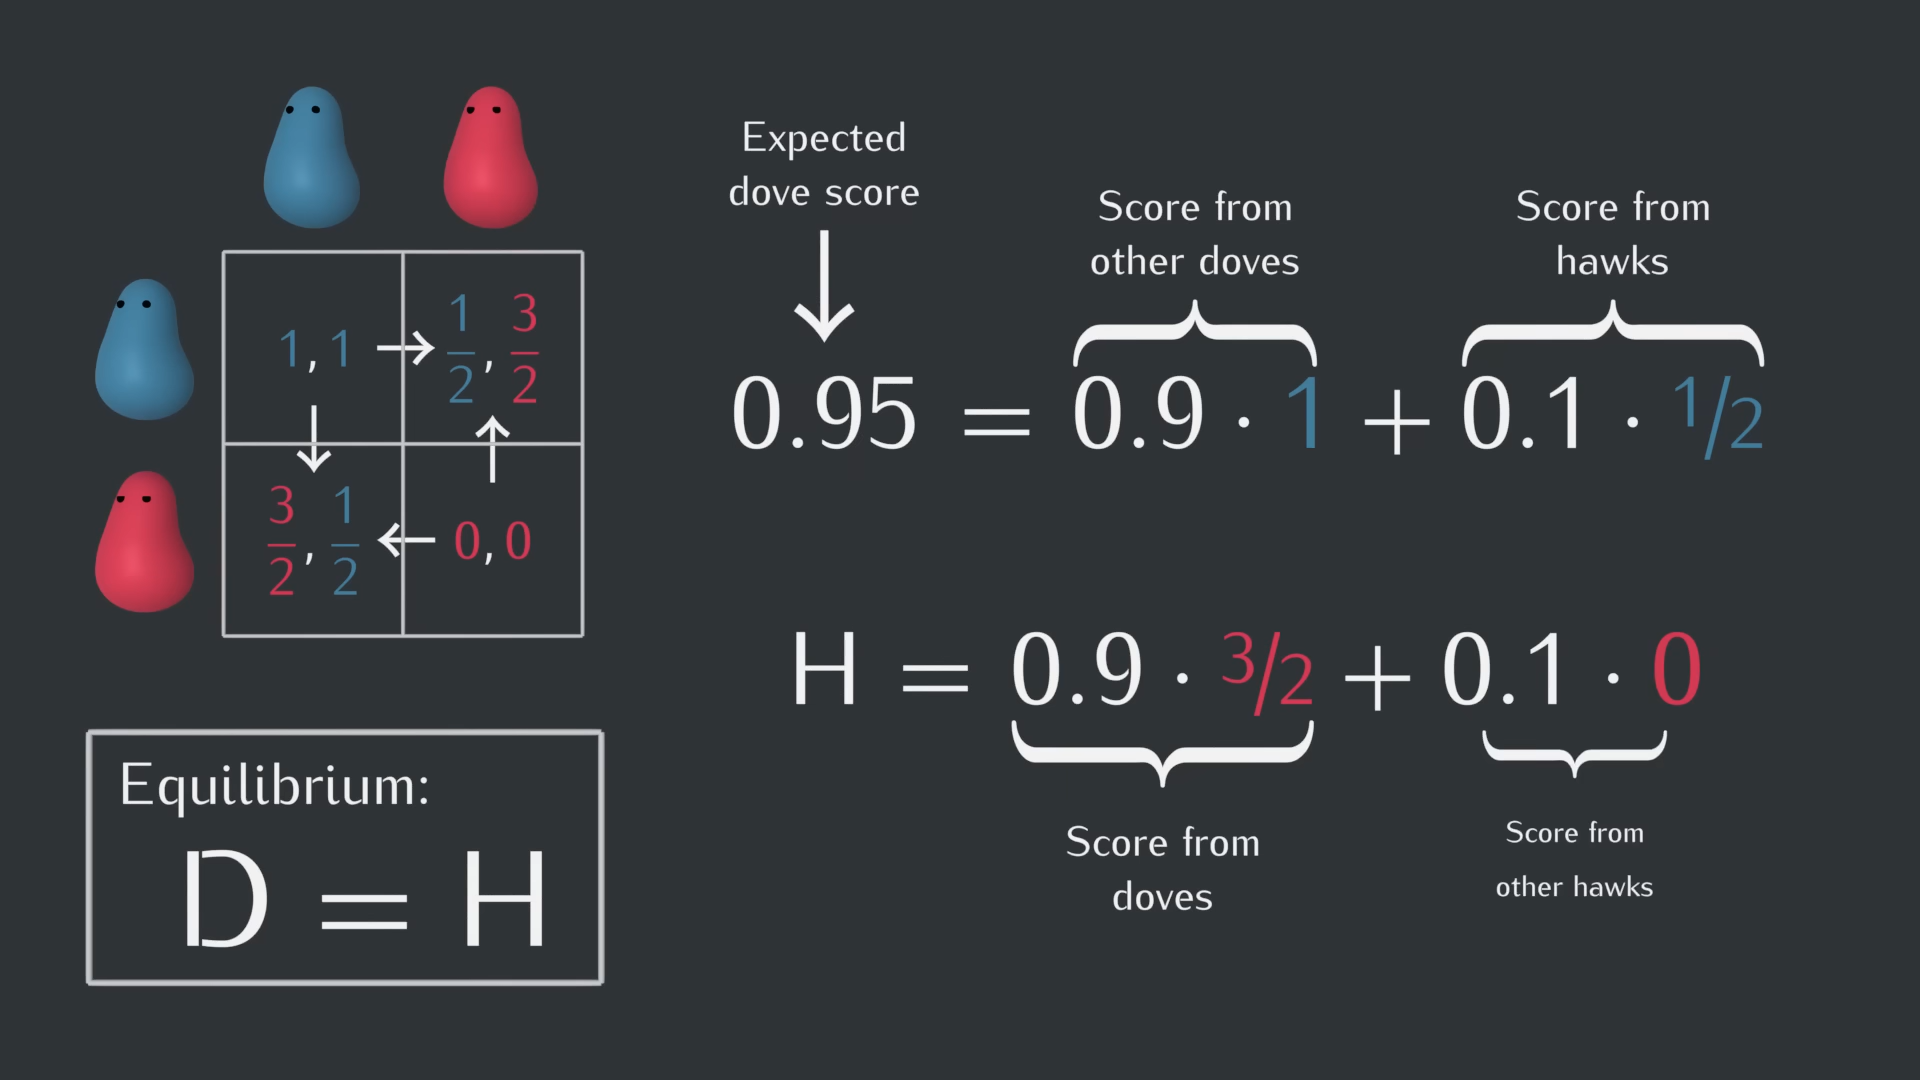 Expected
dove score
Score from
other doves
Score from
hawks
0.95 = 0.9 · 1 + 0.1 · 1/2
1, 1 → 1/2, 3/2
↓ ↑
3/2, 1/2 ← 0, 0
H = 0.9 · 3/2 + 0.1 · 0
Score from
doves
Score from
other hawks
Equilibrium:
D = H